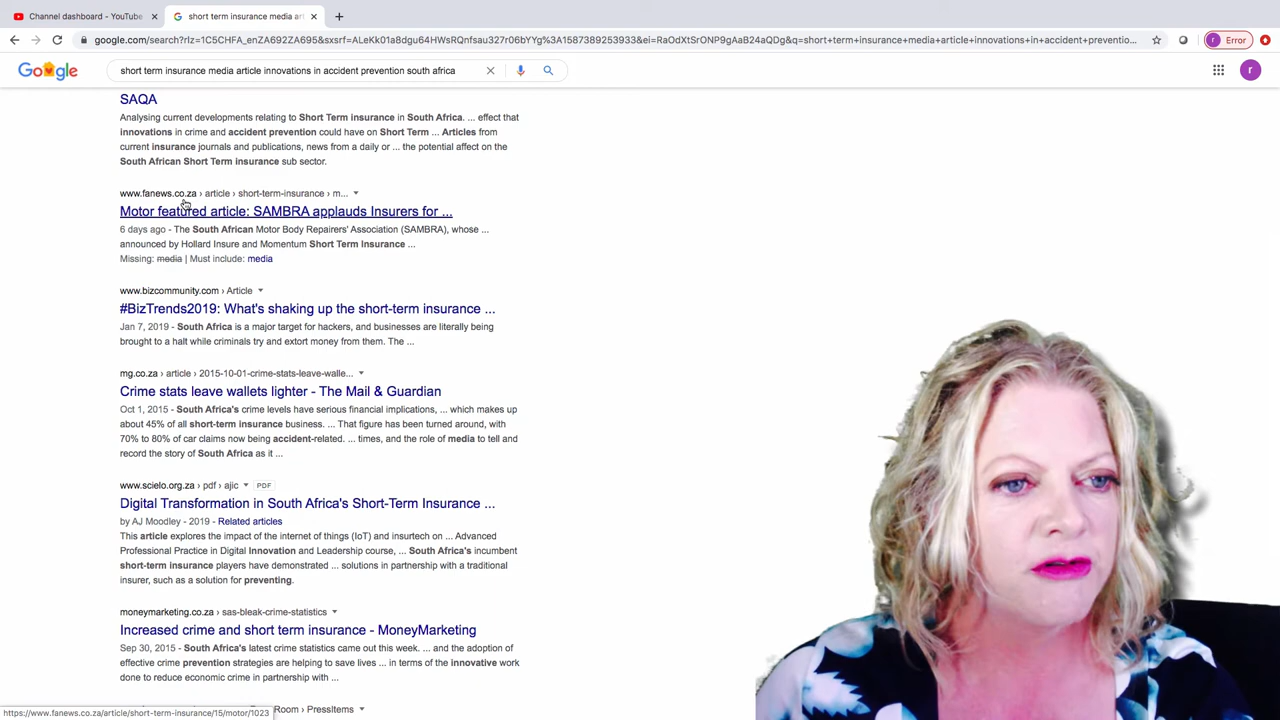 Channel dashboard - YouTube
short term insurance media art
google.com/search?rlz=1C5CHFA_enZA692ZA695&sxsrf=ALeKk01a8dgu64HWsRQnfsau327r06bYYg%3A1587389253933&ei=RaOdXtSrONP9gAaB24aQDg&q=short+term+insurance+media+article+innovations+in+accident+preventio...
r Error
Google
short term insurance media article innovations in accident prevention south africa
r
SAQA
Analysing current developments relating to Short Term insurance in South Africa. ... effect that
innovations in crime and accident prevention could have on Short Term ... Articles from
current insurance journals and publications, news from a daily or ... the potential affect on the
South African Short Term insurance sub sector.
www.fanews.co.za › article › short-term-insurance › m...
Motor featured article: SAMBRA applauds Insurers for ...
6 days ago - The South African Motor Body Repairers' Association (SAMBRA), whose ...
announced by Hollard Insure and Momentum Short Term Insurance ...
Missing: media | Must include: media
www.bizcommunity.com › Article
#BizTrends2019: What's shaking up the short-term insurance ...
Jan 7, 2019 - South Africa is a major target for hackers, and businesses are literally being
brought to a halt while criminals try and extort money from them. The ...
mg.co.za › article › 2015-10-01-crime-stats-leave-walle...
Crime stats leave wallets lighter - The Mail & Guardian
Oct 1, 2015 - South Africa's crime levels have serious financial implications, ... which makes up
about 45% of all short-term insurance business. ... That figure has been turned around, with
70% to 80% of car claims now being accident-related. ... times, and the role of media to tell and
record the story of South Africa as it ...
www.scielo.org.za › pdf › ajic PDF
Digital Transformation in South Africa's Short-Term Insurance ...
by AJ Moodley - 2019 - Related articles
This article explores the impact of the internet of things (IoT) and insurtech on ... Advanced
Professional Practice in Digital Innovation and Leadership course, ... South Africa's incumbent
short-term insurance players have demonstrated ... solutions in partnership with a traditional
insurer, such as a solution for preventing.
moneymarketing.co.za › sas-bleak-crime-statistics
Increased crime and short term insurance - MoneyMarketing
Sep 30, 2015 - South Africa's latest crime statistics came out this week. ... and the adoption of
effective crime prevention strategies are helping to save lives ... in terms of the innovative work
done to reduce economic crime in partnership with ...
Room › PressItems
https://www.fanews.co.za/article/short-term-insurance/15/motor/1023